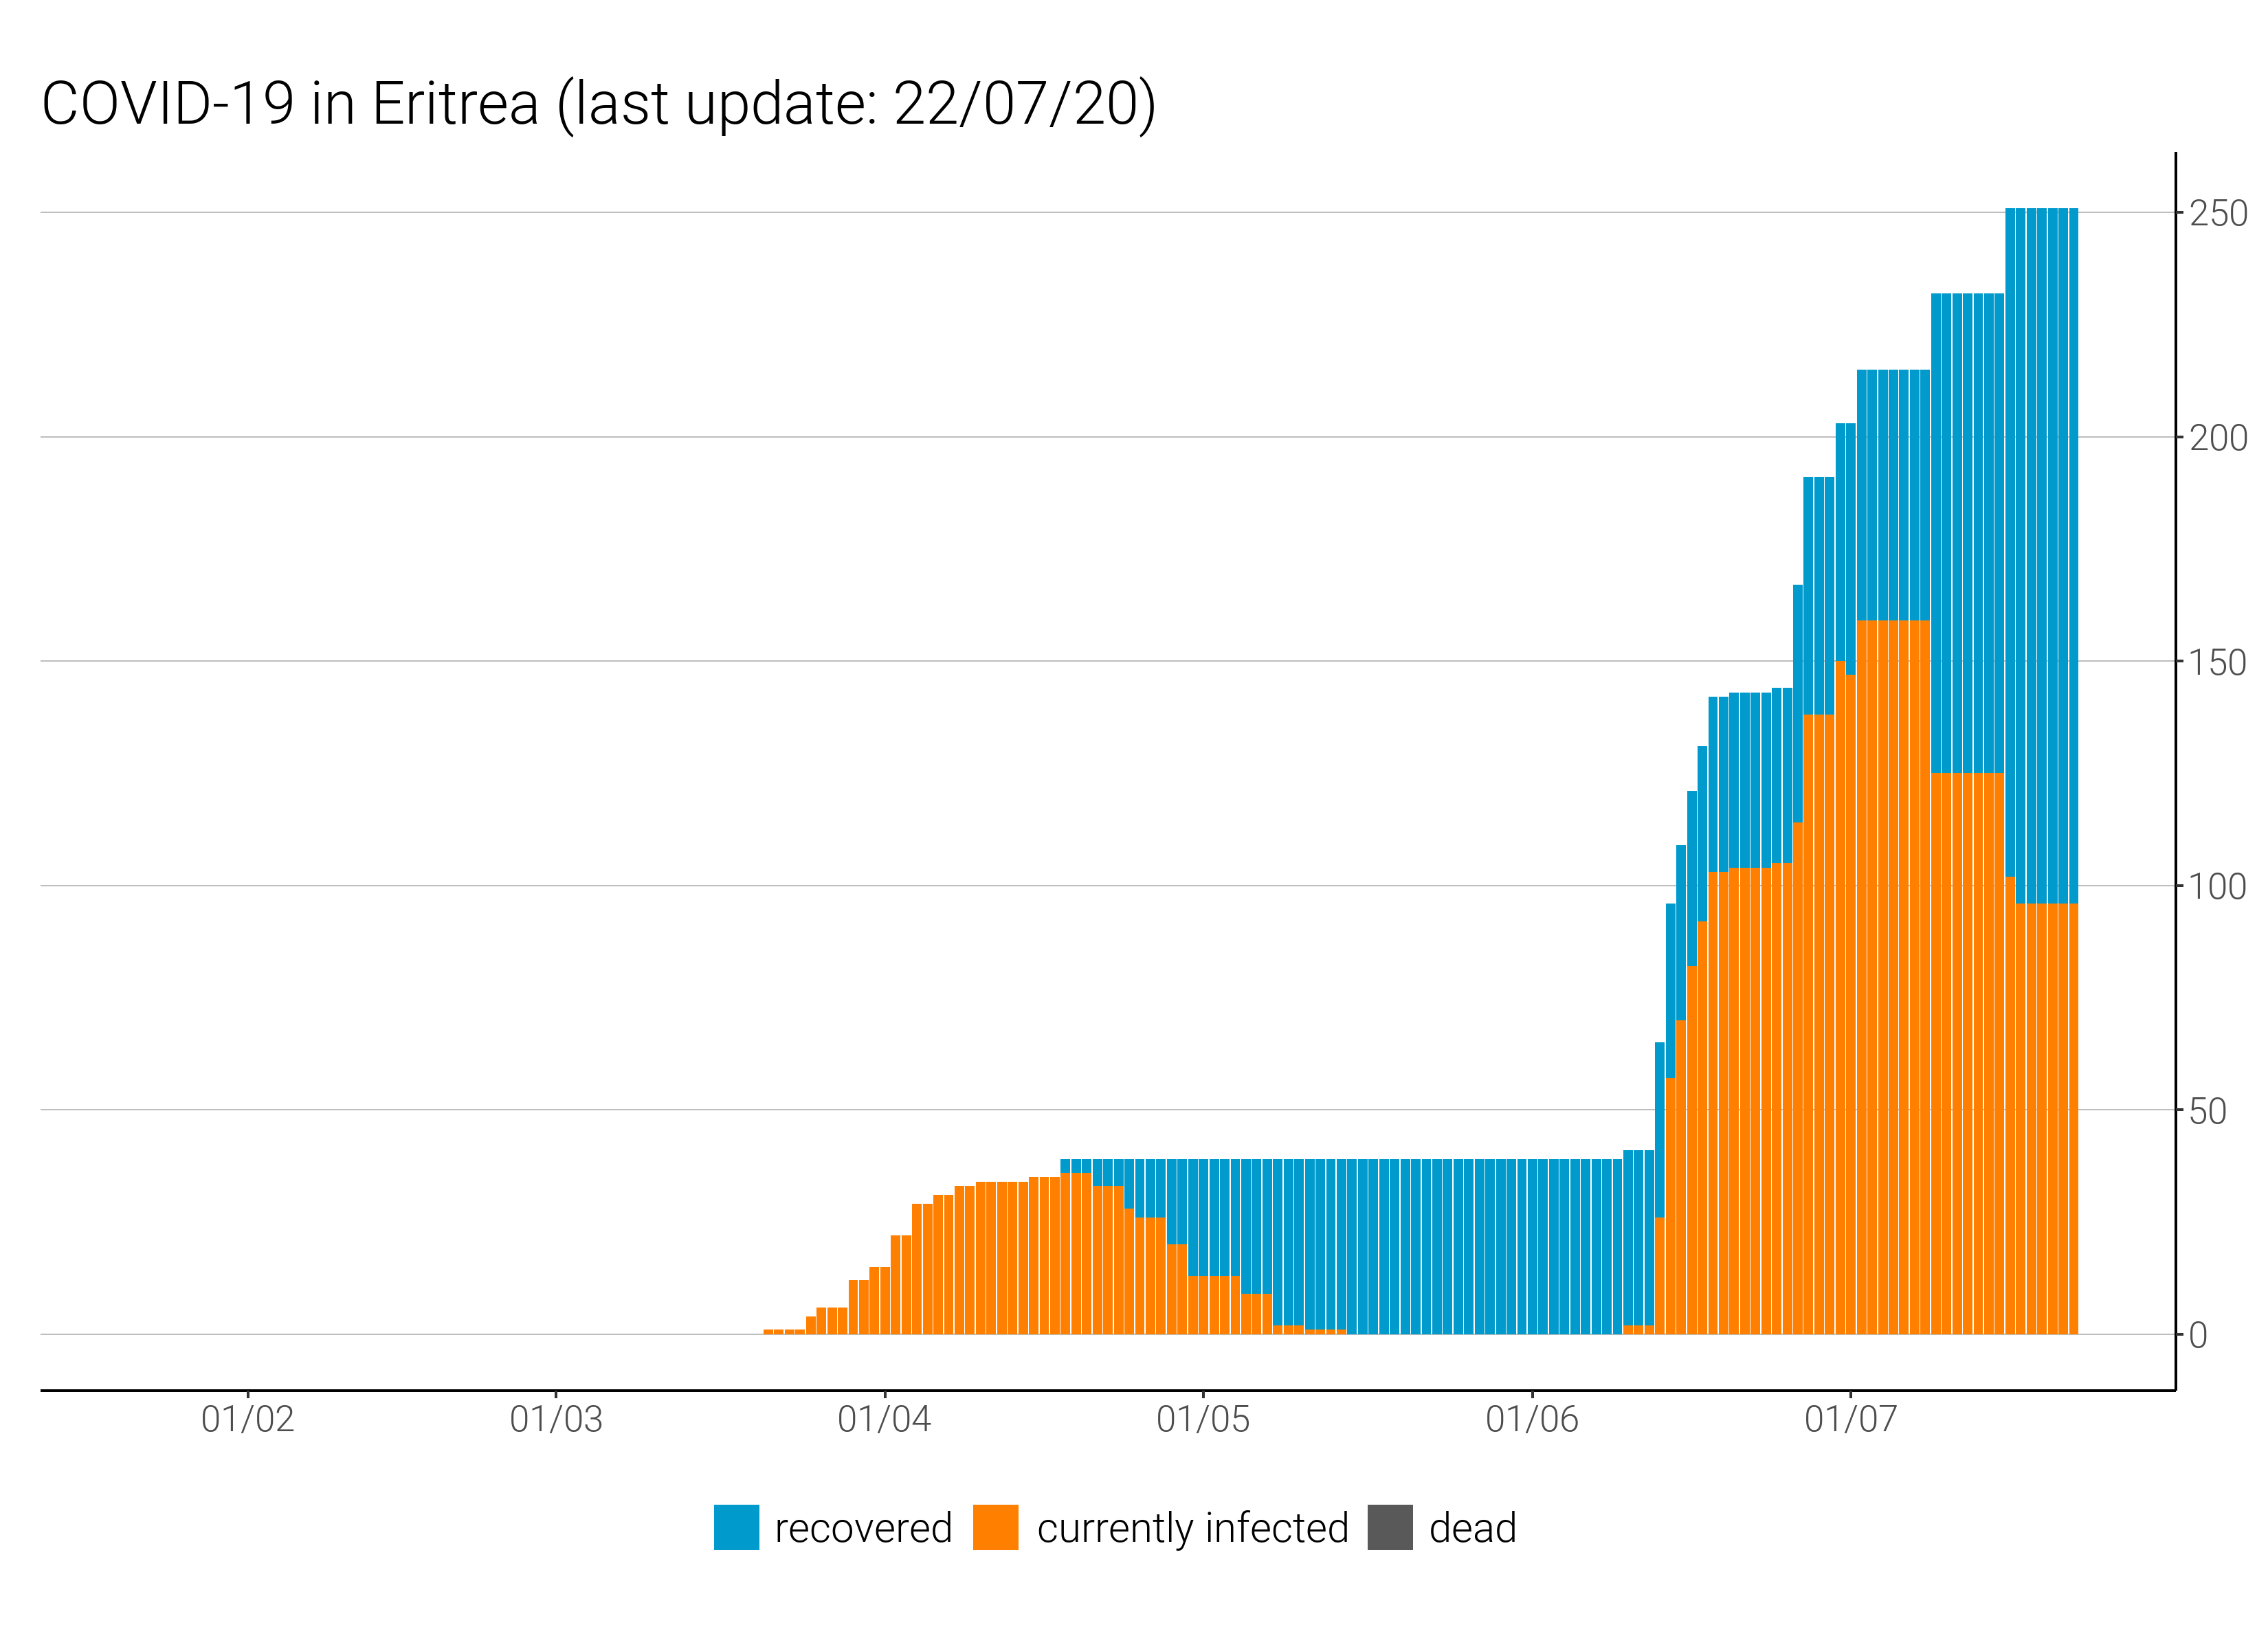 COVID-19 in Eritrea (last update: 22/07/20)
250
200
150
100
50
0
01/02 01/03 01/04 01/05 01/06 01/07
recovered currently infected dead